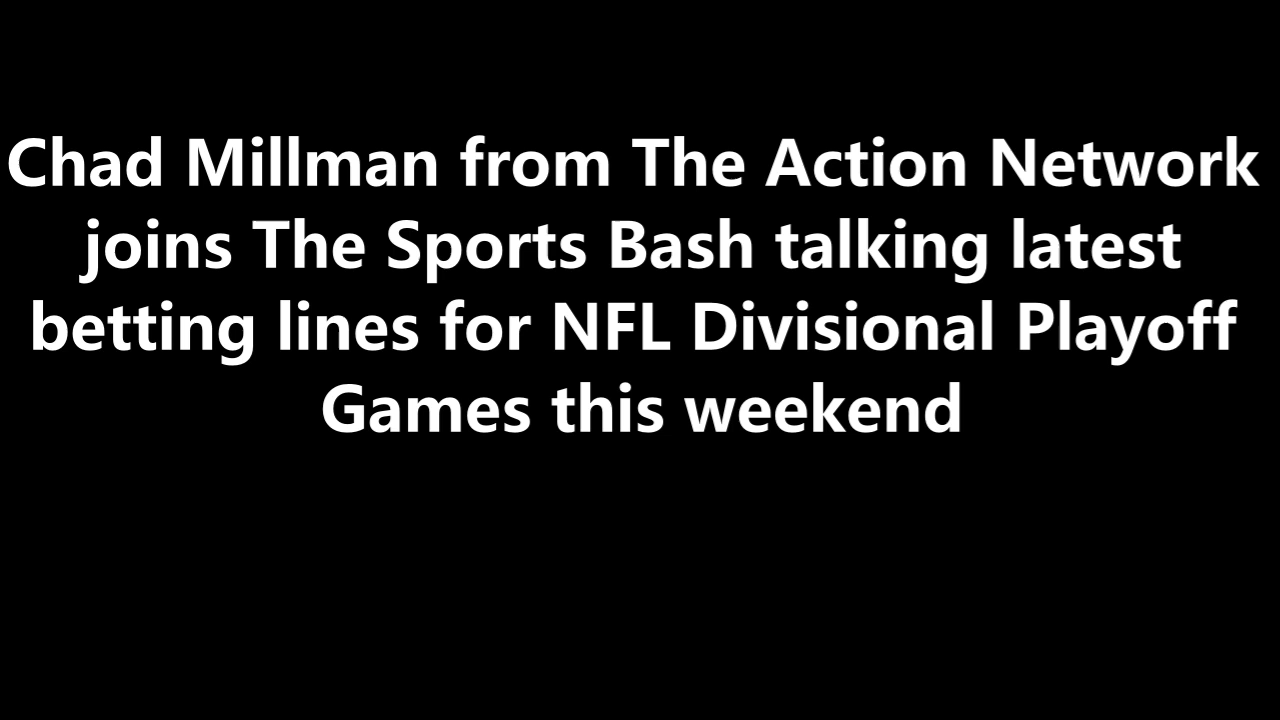 Chad Millman from The Action Network
joins The Sports Bash talking latest
betting lines for NFL Divisional Playoff
Games this weekend